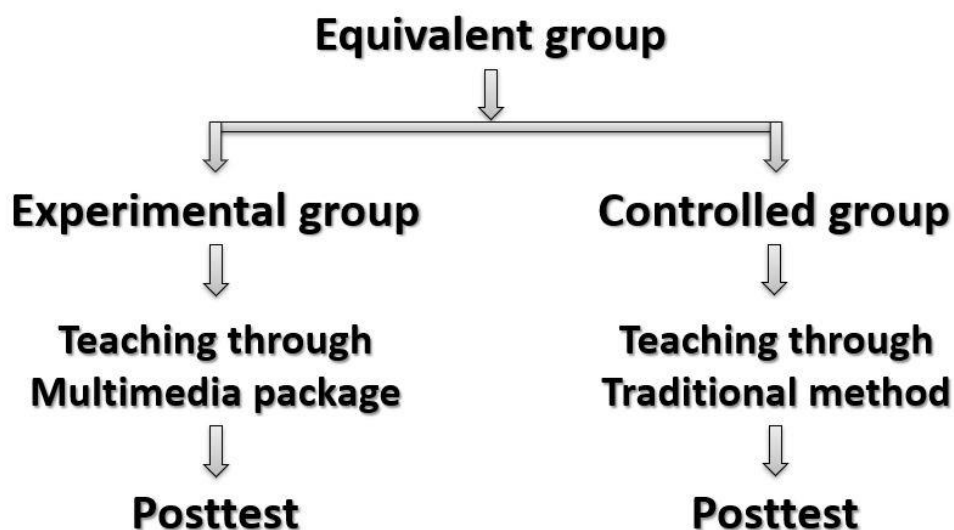 Equivalent group
Experimental group
Controlled group
Teaching through
Multimedia package
Teaching through
Traditional method
Posttest
Posttest